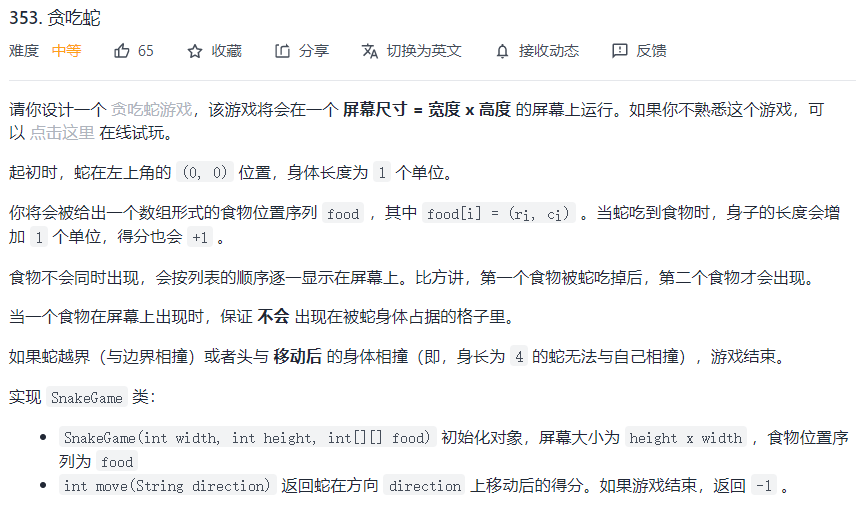 353. 贪吃蛇
难度 中等 65 收藏 分享 切换为英文 接收动态 反馈
请你设计一个 贪吃蛇游戏，该游戏将会在一个 屏幕尺寸 = 宽度 x 高度 的屏幕上运行。如果你不熟悉这个游戏，可
以 点击这里 在线试玩。
起初时，蛇在左上角的 (0, 0) 位置，身体长度为 1 个单位。
你将会被给出一个数组形式的食物位置序列 food ，其中 food[i] = (ri, ci) 。当蛇吃到食物时，身子的长度会增
加 1 个单位，得分也会 +1 。
食物不会同时出现，会按列表的顺序逐一显示在屏幕上。比方讲，第一个食物被蛇吃掉后，第二个食物才会出现。
当一个食物在屏幕上出现时，保证 不会 出现在被蛇身体占据的格子里。
如果蛇越界（与边界相撞）或者头与 移动后 的身体相撞（即，身长为 4 的蛇无法与自己相撞），游戏结束。
实现 SnakeGame 类：
• SnakeGame(int width, int height, int[][] food) 初始化对象，屏幕大小为 height x width ，食物位置序
列为 food
• int move(String direction) 返回蛇在方向 direction 上移动后的得分。如果游戏结束，返回 -1 。